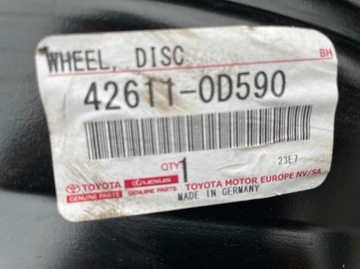 WHEEL, DISC BH
42611-0D590
QTY 1 23E7
TOYOTA LEXUS TOYOTA MOTOR EUROPE NV/SA
GENUINE PARTS GENUINE PARTS MADE IN GERMANY